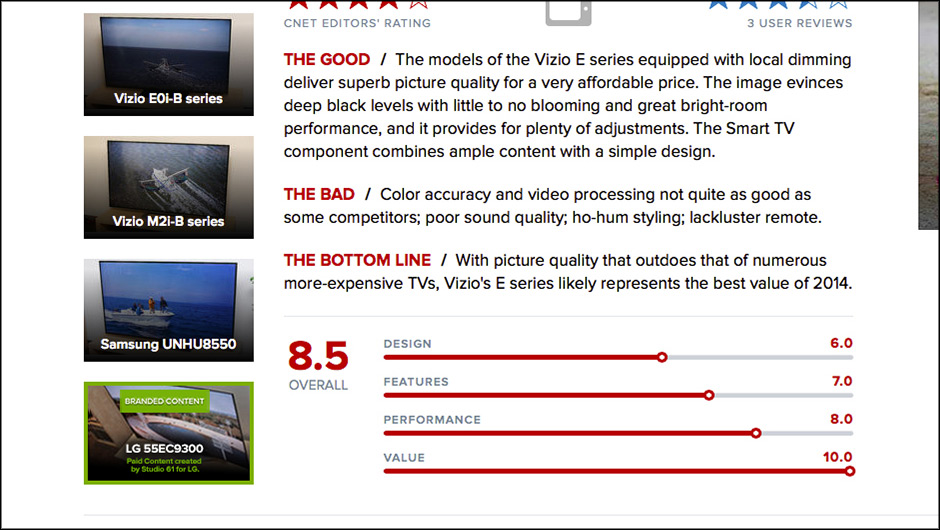 Vizio E0i-B series
Vizio M2i-B series
Samsung UNHU8550
BRANDED CONTENT
LG 55EC9300
Paid Content created
by Studio 61 for LG.
CNET EDITORS' RATING
3 USER REVIEWS
THE GOOD / The models of the Vizio E series equipped with local dimming
deliver superb picture quality for a very affordable price. The image evinces
deep black levels with little to no blooming and great bright-room
performance, and it provides for plenty of adjustments. The Smart TV
component combines ample content with a simple design.
THE BAD / Color accuracy and video processing not quite as good as
some competitors; poor sound quality; ho-hum styling; lackluster remote.
THE BOTTOM LINE / With picture quality that outdoes that of numerous
more-expensive TVs, Vizio's E series likely represents the best value of 2014.
8.5
OVERALL
DESIGN 6.0
FEATURES 7.0
PERFORMANCE 8.0
VALUE 10.0